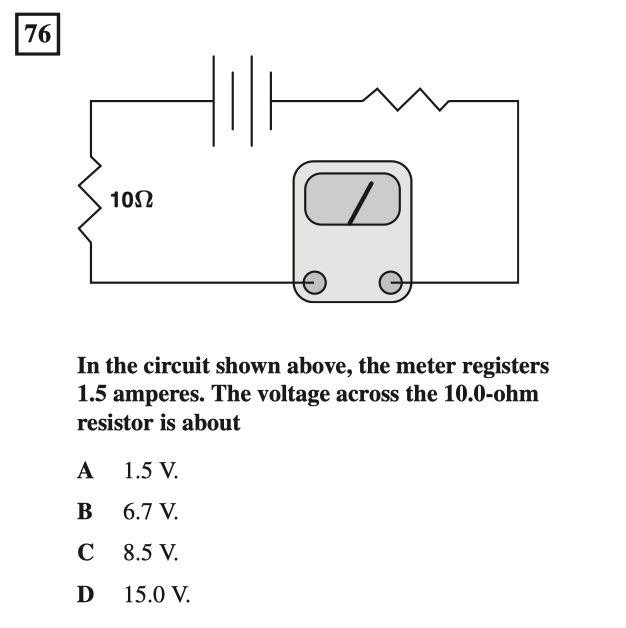 76
10Ω
In the circuit shown above, the meter registers
1.5 amperes. The voltage across the 10.0-ohm
resistor is about
A 1.5 V.
B 6.7 V.
C 8.5 V.
D 15.0 V.